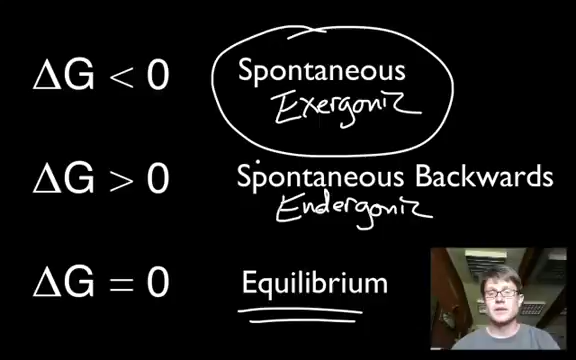 ΔG < 0 Spontaneous
Exergonic
ΔG > 0 Spontaneous Backwards
Endergonic
ΔG = 0 Equilibrium